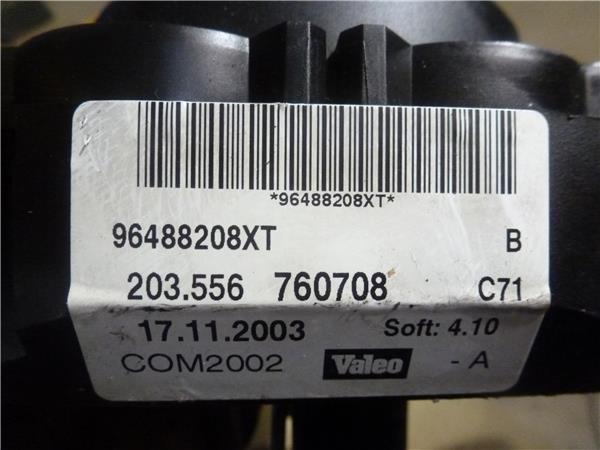 *96488208XT*
96488208XT B
203.556 760708 C71
17.11.2003 Soft: 4.10
COM2002 Valeo - A